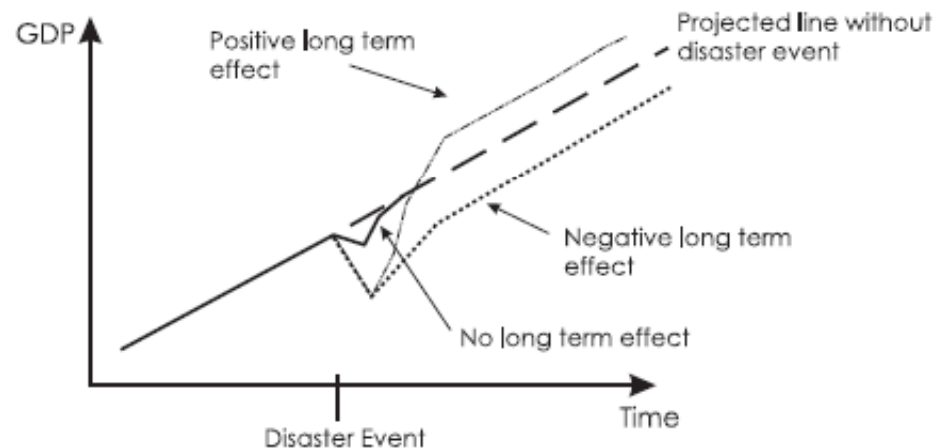 GDP
Positive long term
effect
Projected line without
disaster event
Negative long term
effect
No long term effect
Time
Disaster Event